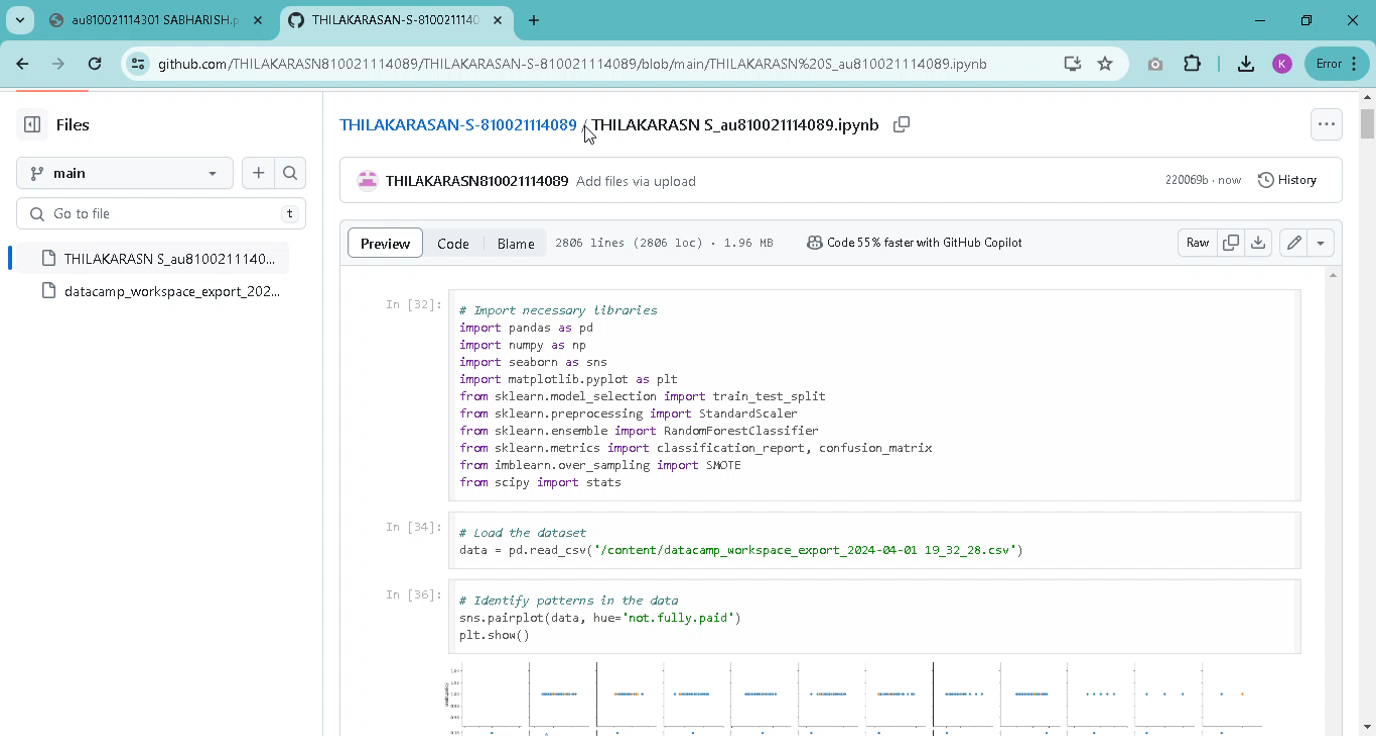 au810021114301 SABHARISH.p
THILAKARASAN-S-8100211140
github.com/THILAKARASN810021114089/THILAKARASAN-S-810021114089/blob/main/THILAKARASN%20S_au810021114089.ipynb
K
Error
Files
THILAKARASAN-S-810021114089 / THILAKARASN S_au810021114089.ipynb
main
THILAKARASN810021114089 Add files via upload
220069b · now
History
Go to file
t
Preview
Code
Blame
2806 lines (2806 loc) · 1.96 MB
Code 55% faster with GitHub Copilot
Raw
THILAKARASN S_au8100211140...
datacamp_workspace_export_202...
In [32]:
# Import necessary libraries
import pandas as pd
import numpy as np
import seaborn as sns
import matplotlib.pyplot as plt
from sklearn.model_selection import train_test_split
from sklearn.preprocessing import StandardScaler
from sklearn.ensemble import RandomForestClassifier
from sklearn.metrics import classification_report, confusion_matrix
from imblearn.over_sampling import SMOTE
from scipy import stats
In [34]:
# Load the dataset
data = pd.read_csv('/content/datacamp_workspace_export_2024-04-01 19_32_28.csv')
In [36]:
# Identify patterns in the data
sns.pairplot(data, hue='not.fully.paid')
plt.show()